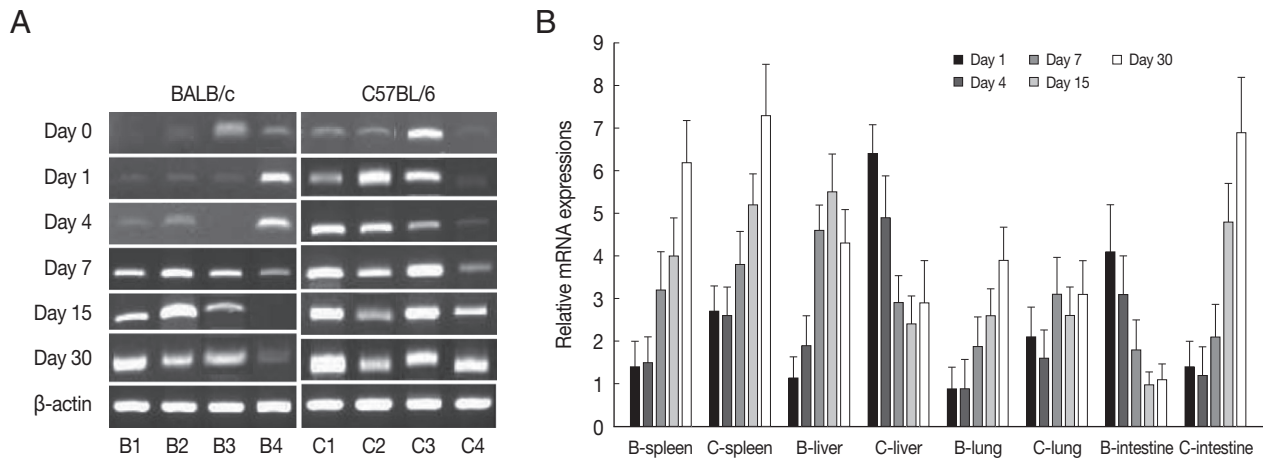 A
BALB/c C57BL/6
Day 0
Day 1
Day 4
Day 7
Day 15
Day 30
β-actin
B1 B2 B3 B4 C1 C2 C3 C4
B
Relative mRNA expressions
9
8
7
6
5
4
3
2
1
0
Day 1 Day 7 Day 30
Day 4 Day 15
B-spleen C-spleen B-liver C-liver B-lung C-lung B-intestine C-intestine